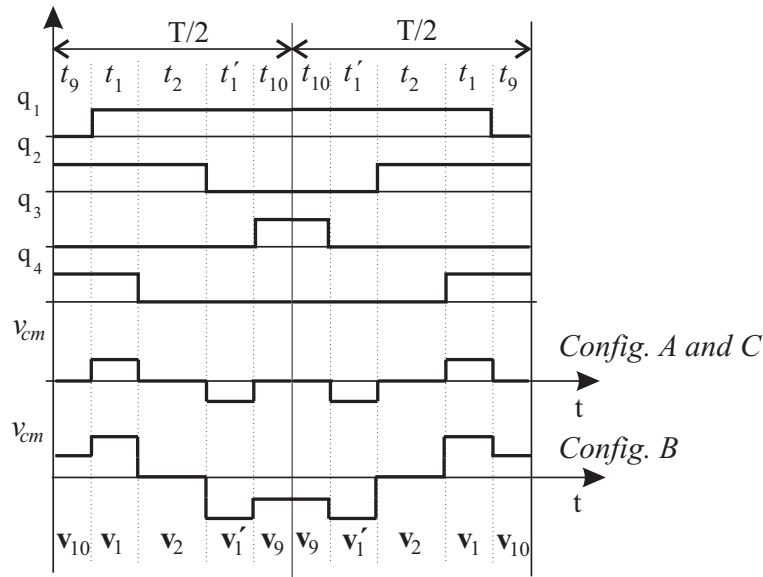 T/2 T/2
t9 t1 t2 t1′ t10 t10 t1′ t2 t1 t9
q1
q2
q3
q4
vcm
Config. A and C
t
vcm
Config. B
t
v10 v1 v2 v1′ v9 v9 v1′ v2 v1 v10